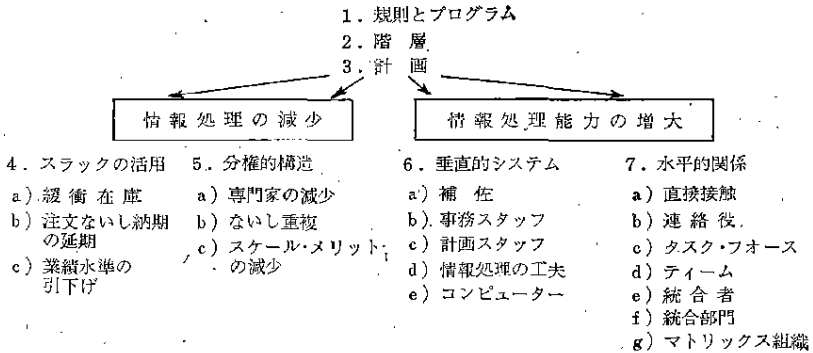 1．規則とプログラム
2．階 層
3．計 画
情報処理の減少
情報処理能力の増大
4．スラックの活用
a）緩衝在庫
b）注文ないし納期
の延期
c）業績水準の
引下げ
5．分権的構造
a）専門家の減少
b）ないし重複
c）スケール・メリット
の減少
6．垂直的システム
a）補 佐
b）事務スタッフ
c）計画スタッフ
d）情報処理の工夫
e）コンピューター
7．水平的関係
a）直接接触
b）連絡役
c）タスク・フォース
d）ティーム
e）統合者
f）統合部門
g）マトリックス組織